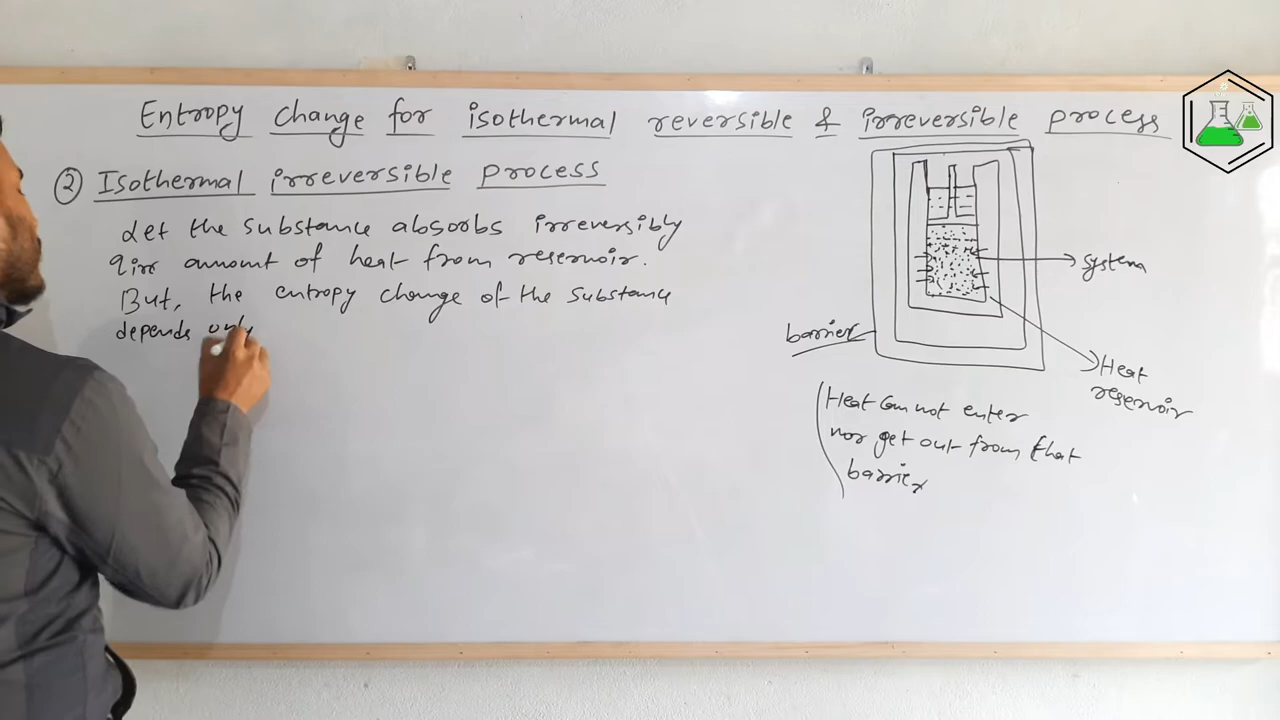 Entropy change for isothermal reversible & irreversible process
② Isothermal irreversible process
Let the substance absorbs irreversibly
qirr amount of heat from reservoir.
But, the entropy change of the substance
depends only
system
barrier
Heat
reservoir
Heat can not enter
nor get out from that
barrier